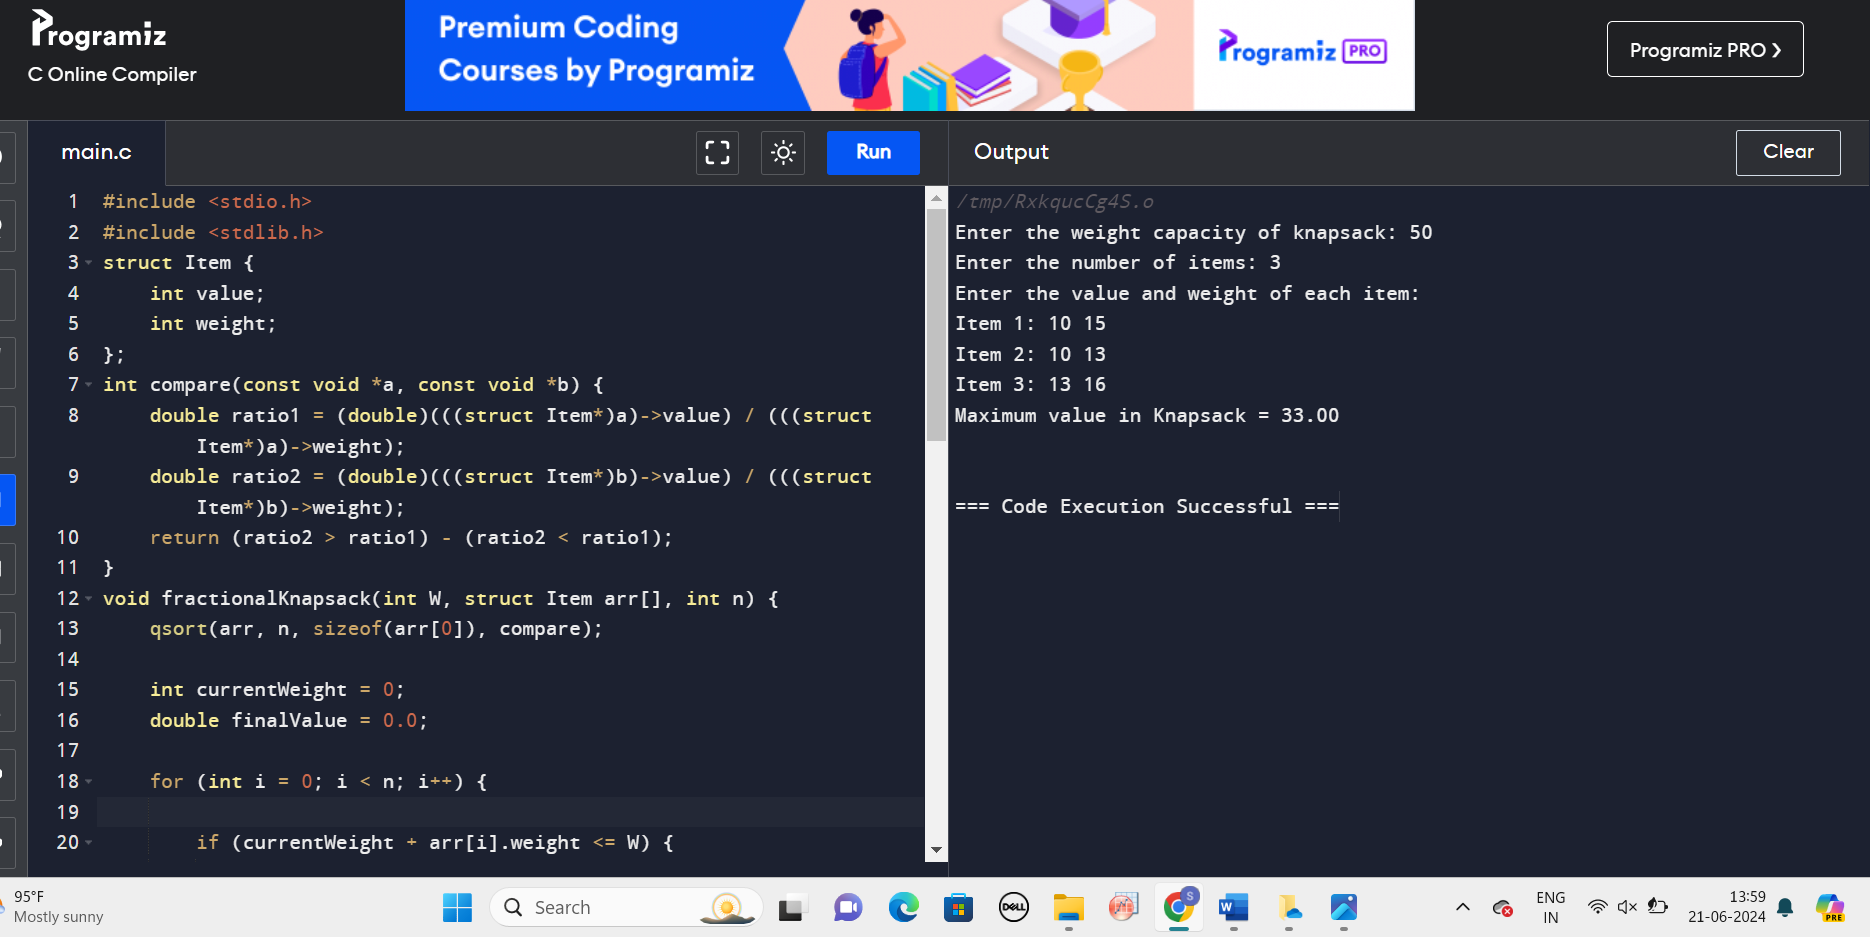 Programiz
C Online Compiler
Premium Coding
Courses by Programiz
Programiz PRO
Programiz PRO ❯
main.c
Run
Output
Clear
1 #include <stdio.h>
2 #include <stdlib.h>
3 struct Item {
4     int value;
5     int weight;
6 };
7 int compare(const void *a, const void *b) {
8     double ratio1 = (double)(((struct Item*)a)->value) / (((struct
        Item*)a)->weight);
9     double ratio2 = (double)(((struct Item*)b)->value) / (((struct
        Item*)b)->weight);
10     return (ratio2 > ratio1) - (ratio2 < ratio1);
11 }
12 void fractionalKnapsack(int W, struct Item arr[], int n) {
13     qsort(arr, n, sizeof(arr[0]), compare);
14
15     int currentWeight = 0;
16     double finalValue = 0.0;
17
18     for (int i = 0; i < n; i++) {
19
20         if (currentWeight + arr[i].weight <= W) {
/tmp/RxkqucCg4S.o
Enter the weight capacity of knapsack: 50
Enter the number of items: 3
Enter the value and weight of each item:
Item 1: 10 15
Item 2: 10 13
Item 3: 13 16
Maximum value in Knapsack = 33.00
=== Code Execution Successful ===
95°F
Mostly sunny
Search
DELL
S
W
ENG
IN
13:59
21-06-2024
PRE